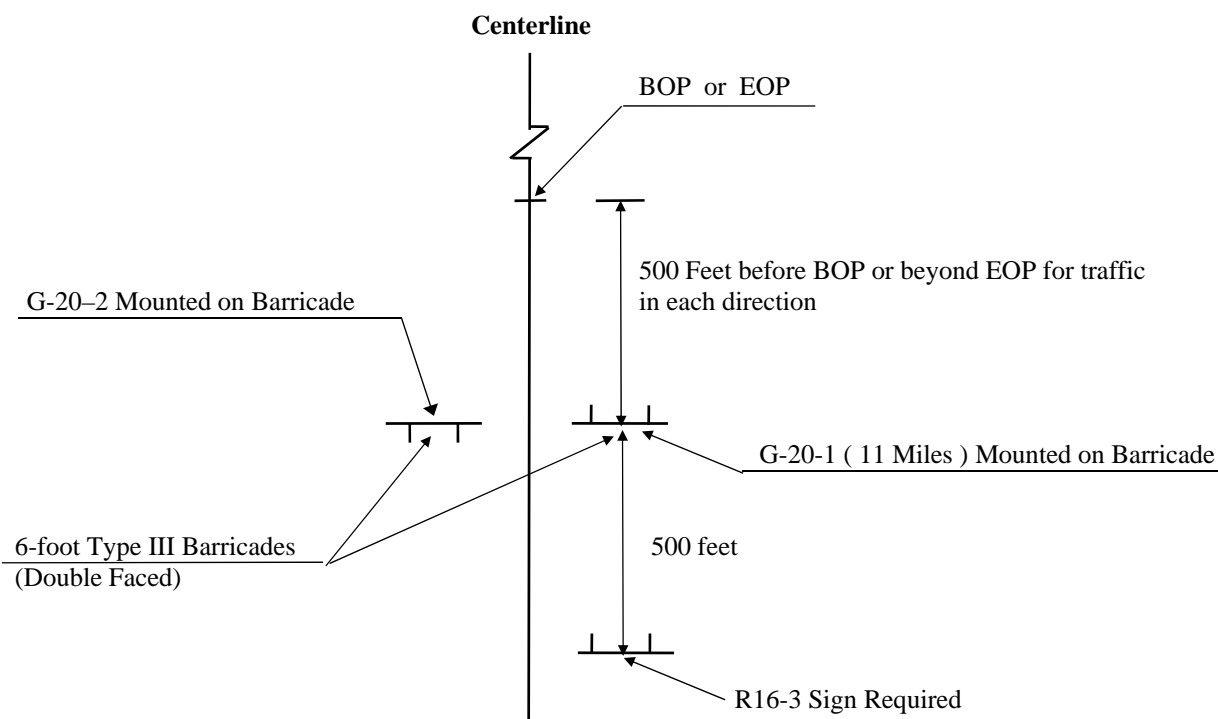 Centerline
BOP or EOP
500 Feet before BOP or beyond EOP for traffic
in each direction
G-20–2 Mounted on Barricade
G-20-1 ( 11 Miles ) Mounted on Barricade
6-foot Type III Barricades
(Double Faced)
500 feet
R16-3 Sign Required